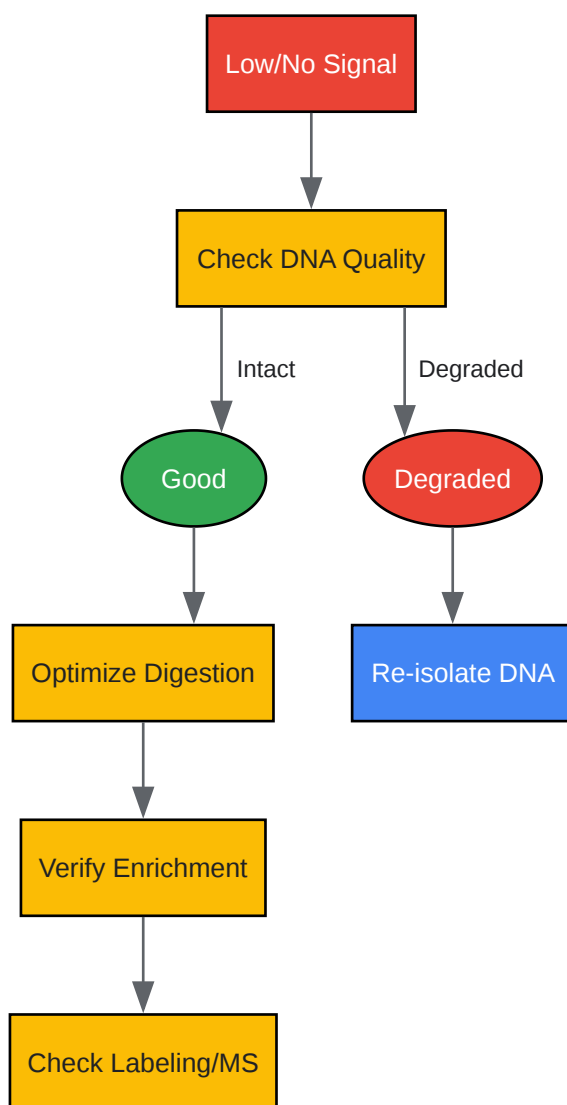 Low/No Signal
Check DNA Quality
Intact
Degraded
Good
Degraded
Optimize Digestion
Re-isolate DNA
Verify Enrichment
Check Labeling/MS